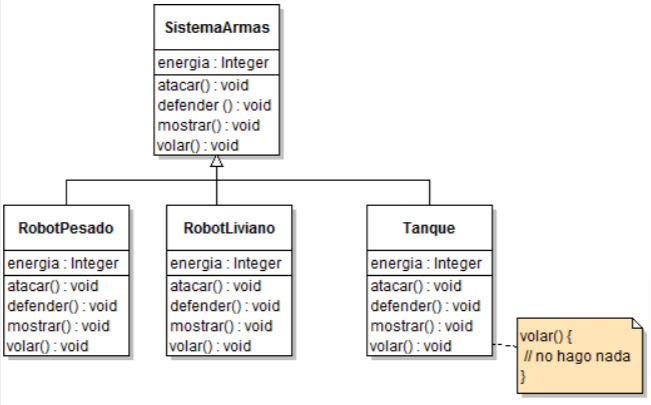 SistemaArmas
energia : Integer
atacar() : void
defender () : void
mostrar() : void
volar() : void
RobotPesado
energia : Integer
atacar() : void
defender() : void
mostrar() : void
volar() : void
RobotLiviano
energia : Integer
atacar() : void
defender() : void
mostrar() : void
volar() : void
Tanque
energia : Integer
atacar() : void
defender() : void
mostrar() : void
volar() : void
volar() {
// no hago nada
}